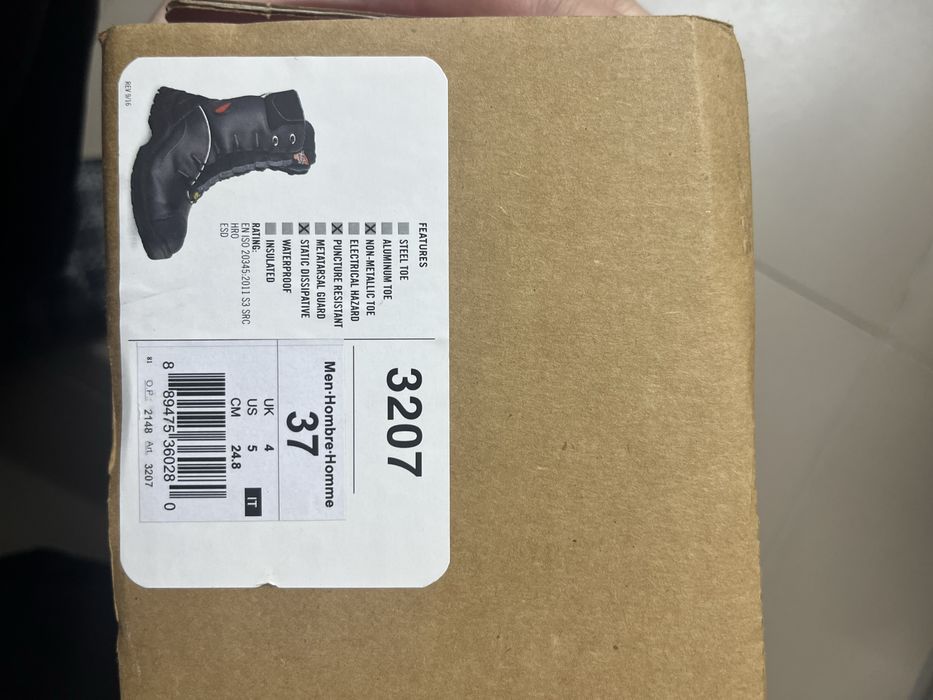 REV 9/16
FEATURES
STEEL TOE
ALUMINUM TOE
X NON-METALLIC TOE
ELECTRICAL HAZARD
X PUNCTURE RESISTANT
METATARSAL GUARD
X STATIC DISSIPATIVE
WATERPROOF
INSULATED
RATING:
EN ISO 20345:2011 S3 SRC
HRO
ESD
3207
Men·Hombre·Homme
37
UK 4
US 5
CM 24.8
IT
8 89475 36028 0
81 O.P. 2148 Art. 3207